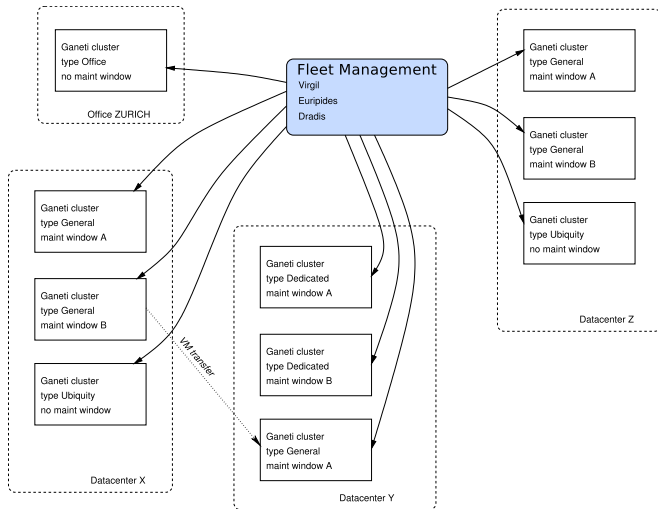 Fleet Management
Virgil
Euripides
Dradis
Ganeti cluster
type Office
no maint window
Office ZURICH
Ganeti cluster
type General
maint window A
Ganeti cluster
type General
maint window B
Ganeti cluster
type Ubiquity
no maint window
Datacenter Z
Ganeti cluster
type General
maint window A
Ganeti cluster
type General
maint window B
Ganeti cluster
type Ubiquity
no maint window
Datacenter X
VM transfer
Ganeti cluster
type Dedicated
maint window A
Ganeti cluster
type Dedicated
maint window B
Ganeti cluster
type General
maint window A
Datacenter Y